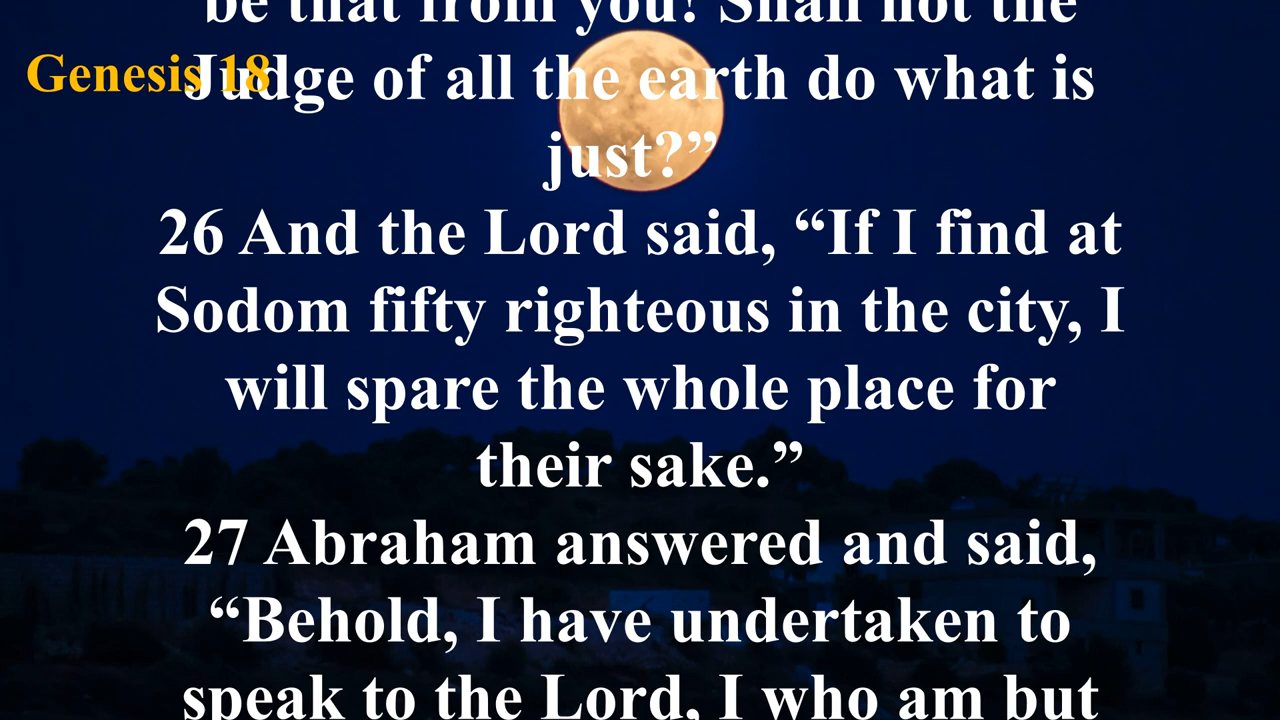 be that from you! Shall not the
Genesis 18
Judge of all the earth do what is
just?”
26 And the Lord said, “If I find at
Sodom fifty righteous in the city, I
will spare the whole place for
their sake.”
27 Abraham answered and said,
“Behold, I have undertaken to
speak to the Lord, I who am but